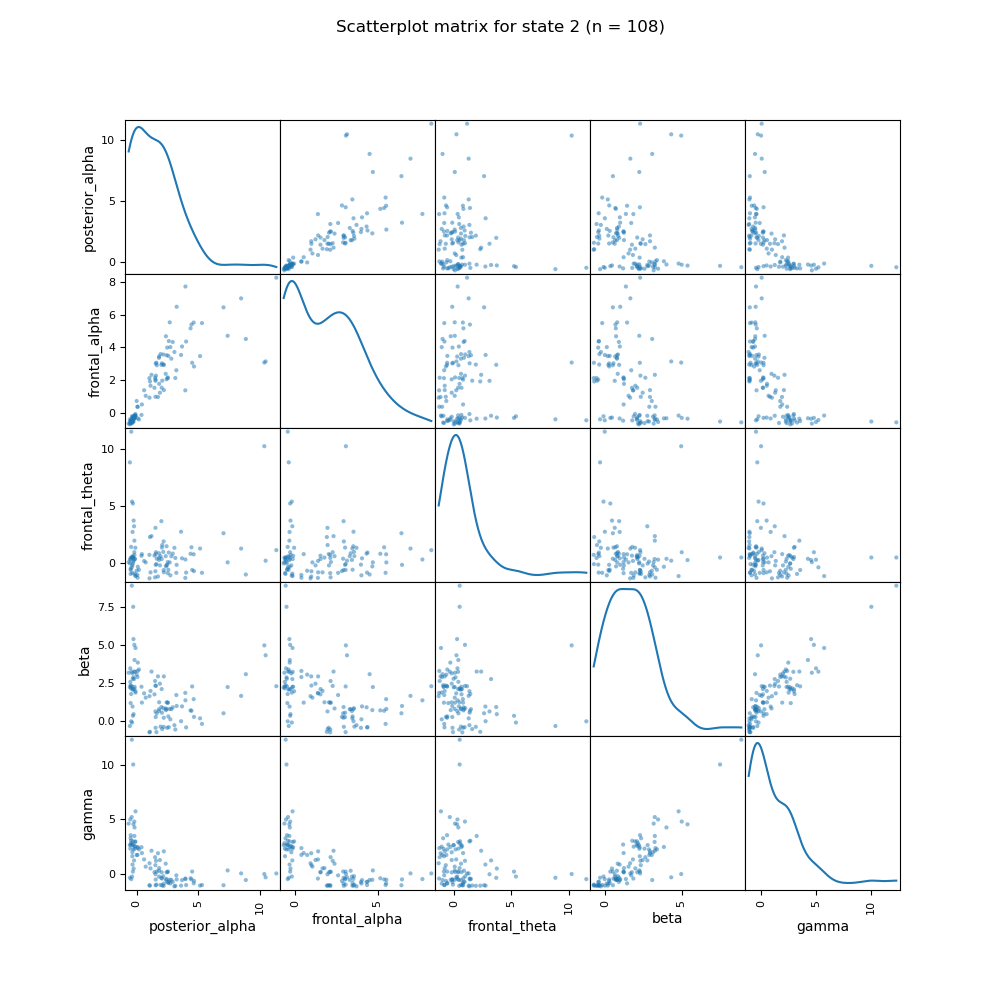 Scatterplot matrix for state 2 (n = 108)
posterior_alpha
10
5
0
frontal_alpha
8
6
4
2
0
frontal_theta
10
5
0
beta
7.5
5.0
2.5
0.0
gamma
10
5
0
0 5 10 0 5 0 5 10 0 5 0 5 10
posterior_alpha frontal_alpha frontal_theta beta gamma